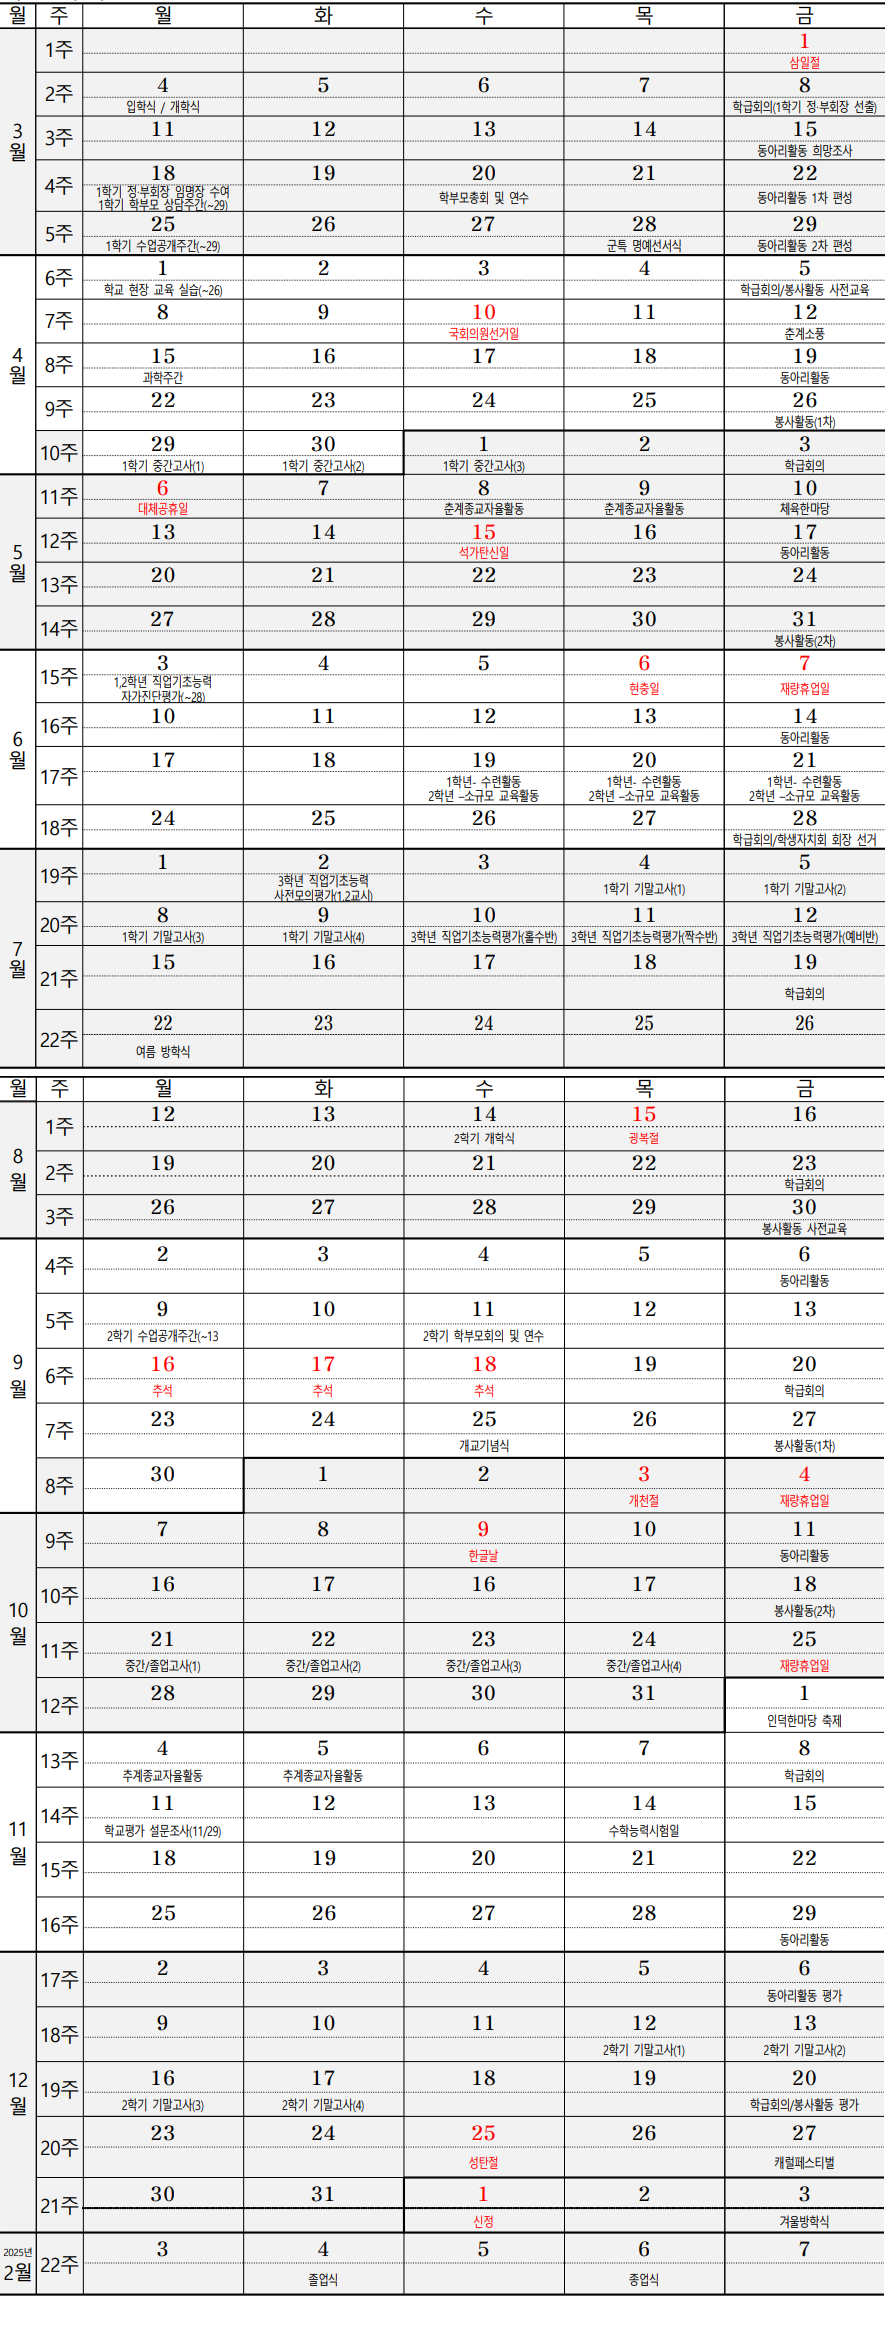 월 주 월 화 수 목 금
3월
1주 1
삼일절
2주 4 5 6 7 8
입학식 / 개학식 학급회의(1학기 정·부회장 선출)
3주 11 12 13 14 15
동아리활동 희망조사
4주 18 19 20 21 22
1학기 정·부회장 임명장 수여 학부모총회 및 연수 동아리활동 1차 편성
1학기 학부모 상담주간(~29)
5주 25 26 27 28 29
1학기 수업공개주간(~29) 군특 명예선서식 동아리활동 2차 편성
4월
6주 1 2 3 4 5
학교 현장 교육 실습(~26) 학급회의/봉사활동 사전교육
7주 8 9 10 11 12
국회의원선거일 춘계소풍
8주 15 16 17 18 19
과학주간 동아리활동
9주 22 23 24 25 26
봉사활동(1차)
10주 29 30 1 2 3
1학기 중간고사(1) 1학기 중간고사(2) 1학기 중간고사(3) 학급회의
5월
11주 6 7 8 9 10
대체공휴일 춘계종교자율활동 춘계종교자율활동 체육한마당
12주 13 14 15 16 17
석가탄신일 동아리활동
13주 20 21 22 23 24
14주 27 28 29 30 31
봉사활동(2차)
6월
15주 3 4 5 6 7
1,2학년 직업기초능력 현충일 재량휴업일
자가진단평가(~28)
16주 10 11 12 13 14
동아리활동
17주 17 18 19 20 21
1학년- 수련활동 1학년- 수련활동 1학년- 수련활동
2학년 –소규모 교육활동 2학년 –소규모 교육활동 2학년 –소규모 교육활동
18주 24 25 26 27 28
학급회의/학생자치회 회장 선거
7월
19주 1 2 3 4 5
3학년 직업기초능력 1학기 기말고사(1) 1학기 기말고사(2)
사전모의평가(1,2교시)
20주 8 9 10 11 12
1학기 기말고사(3) 1학기 기말고사(4) 3학년 직업기초능력평가(홀수반) 3학년 직업기초능력평가(짝수반) 3학년 직업기초능력평가(예비반)
21주 15 16 17 18 19
학급회의
22주 22 23 24 25 26
여름 방학식
월 주 월 화 수 목 금
8월
1주 12 13 14 15 16
2학기 개학식 광복절
2주 19 20 21 22 23
학급회의
3주 26 27 28 29 30
봉사활동 사전교육
9월
4주 2 3 4 5 6
동아리활동
5주 9 10 11 12 13
2학기 수업공개주간(~13 2학기 학부모회의 및 연수
6주 16 17 18 19 20
추석 추석 추석 학급회의
7주 23 24 25 26 27
개교기념식 봉사활동(1차)
8주 30 1 2 3 4
개천절 재량휴업일
10월
9주 7 8 9 10 11
한글날 동아리활동
10주 16 17 16 17 18
봉사활동(2차)
11주 21 22 23 24 25
중간/졸업고사(1) 중간/졸업고사(2) 중간/졸업고사(3) 중간/졸업고사(4) 재량휴업일
12주 28 29 30 31 1
인덕한마당 축제
11월
13주 4 5 6 7 8
추계종교자율활동 추계종교자율활동 학급회의
14주 11 12 13 14 15
학교평가 설문조사(11/29) 수학능력시험일
15주 18 19 20 21 22
16주 25 26 27 28 29
동아리활동
12월
17주 2 3 4 5 6
동아리활동 평가
18주 9 10 11 12 13
2학기 기말고사(1) 2학기 기말고사(2)
19주 16 17 18 19 20
2학기 기말고사(3) 2학기 기말고사(4) 학급회의/봉사활동 평가
20주 23 24 25 26 27
성탄절 캐럴페스티벌
21주 30 31 1 2 3
신정 겨울방학식
2025년
2월
22주 3 4 5 6 7
졸업식 종업식